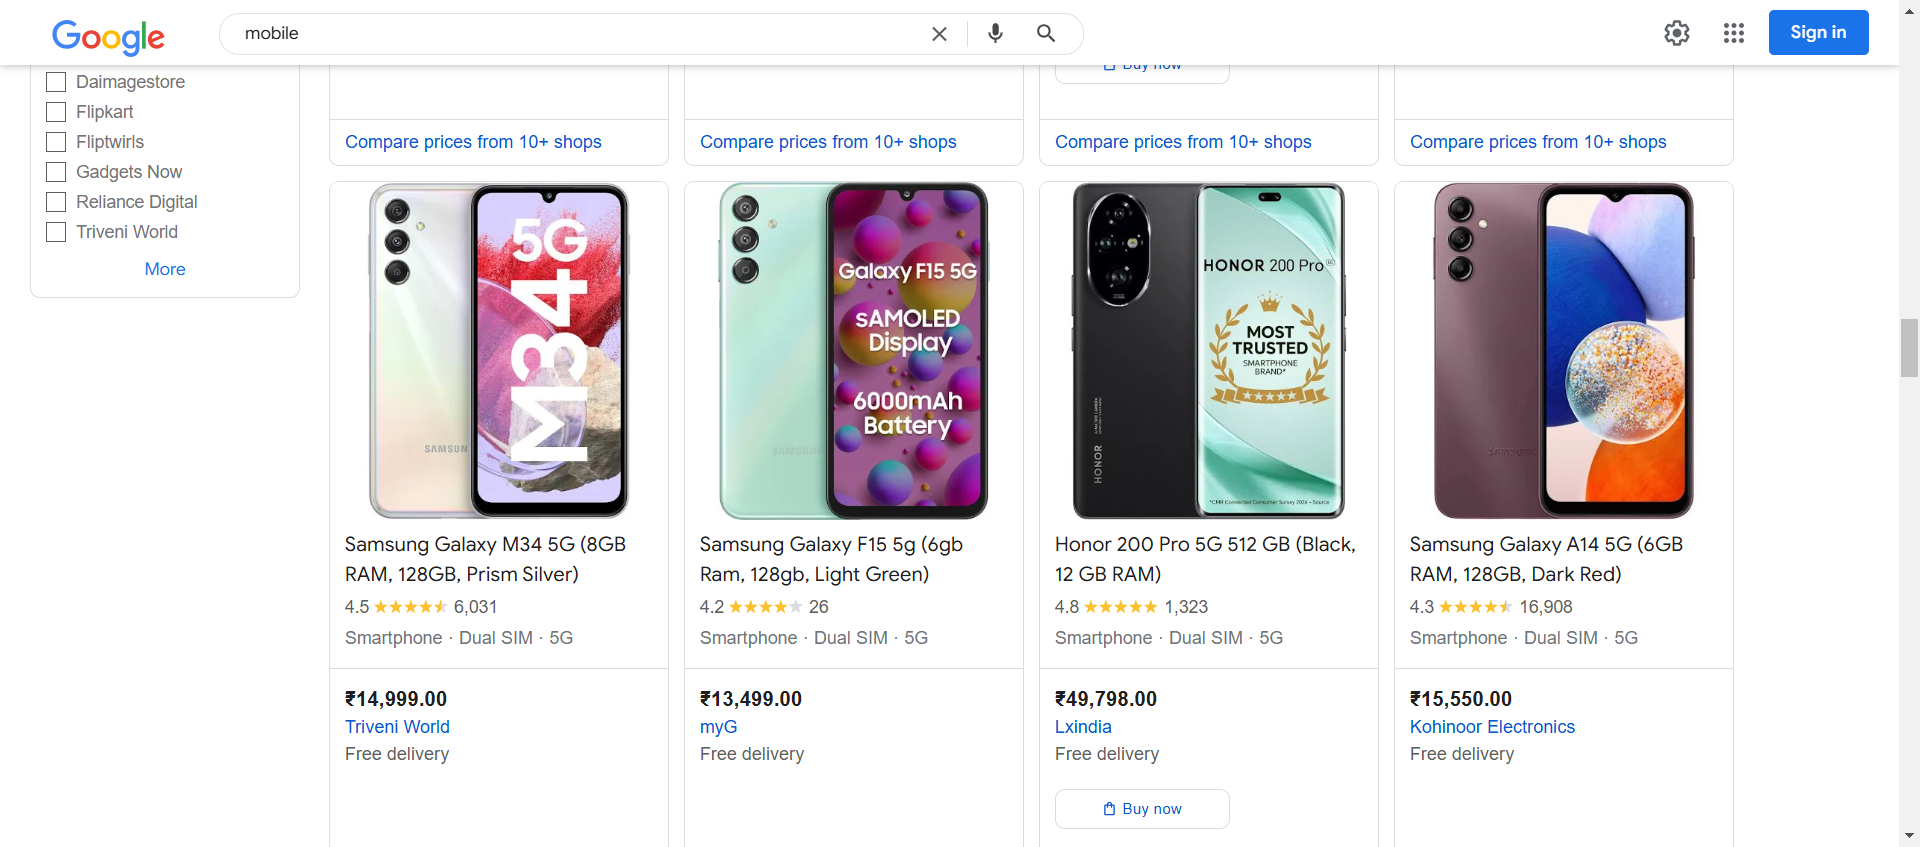 Google
mobile
Sign in
Daimagestore
Flipkart
Fliptwirls
Gadgets Now
Reliance Digital
Triveni World
More
Buy now
Compare prices from 10+ shops
Compare prices from 10+ shops
Compare prices from 10+ shops
Compare prices from 10+ shops
5G
M34
SAMSUN
Samsung Galaxy M34 5G (8GB
RAM, 128GB, Prism Silver)
4.5 6,031
Smartphone · Dual SIM · 5G
₹14,999.00
Triveni World
Free delivery
Galaxy F15 5G
sAMOLED
Display
6000mAh
Battery
SAMSUNG
Samsung Galaxy F15 5g (6gb
Ram, 128gb, Light Green)
4.2 26
Smartphone · Dual SIM · 5G
₹13,499.00
myG
Free delivery
HONOR
HONOR 200 Pro
MOST
TRUSTED
SMARTPHONE
BRAND*
*CMR Connected Consumer Survey 2024 – Source
Honor 200 Pro 5G 512 GB (Black,
12 GB RAM)
4.8 1,323
Smartphone · Dual SIM · 5G
₹49,798.00
Lxindia
Free delivery
Buy now
SAMSUNG
Samsung Galaxy A14 5G (6GB
RAM, 128GB, Dark Red)
4.3 16,908
Smartphone · Dual SIM · 5G
₹15,550.00
Kohinoor Electronics
Free delivery